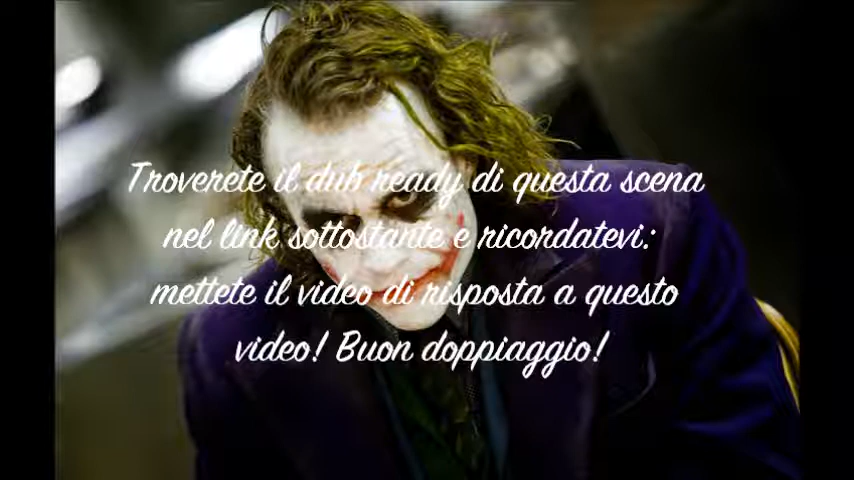 Troverete il dub ready di questa scena
nel link sottostante e ricordatevi:
mettete il video di risposta a questo
video! Buon doppiaggio!